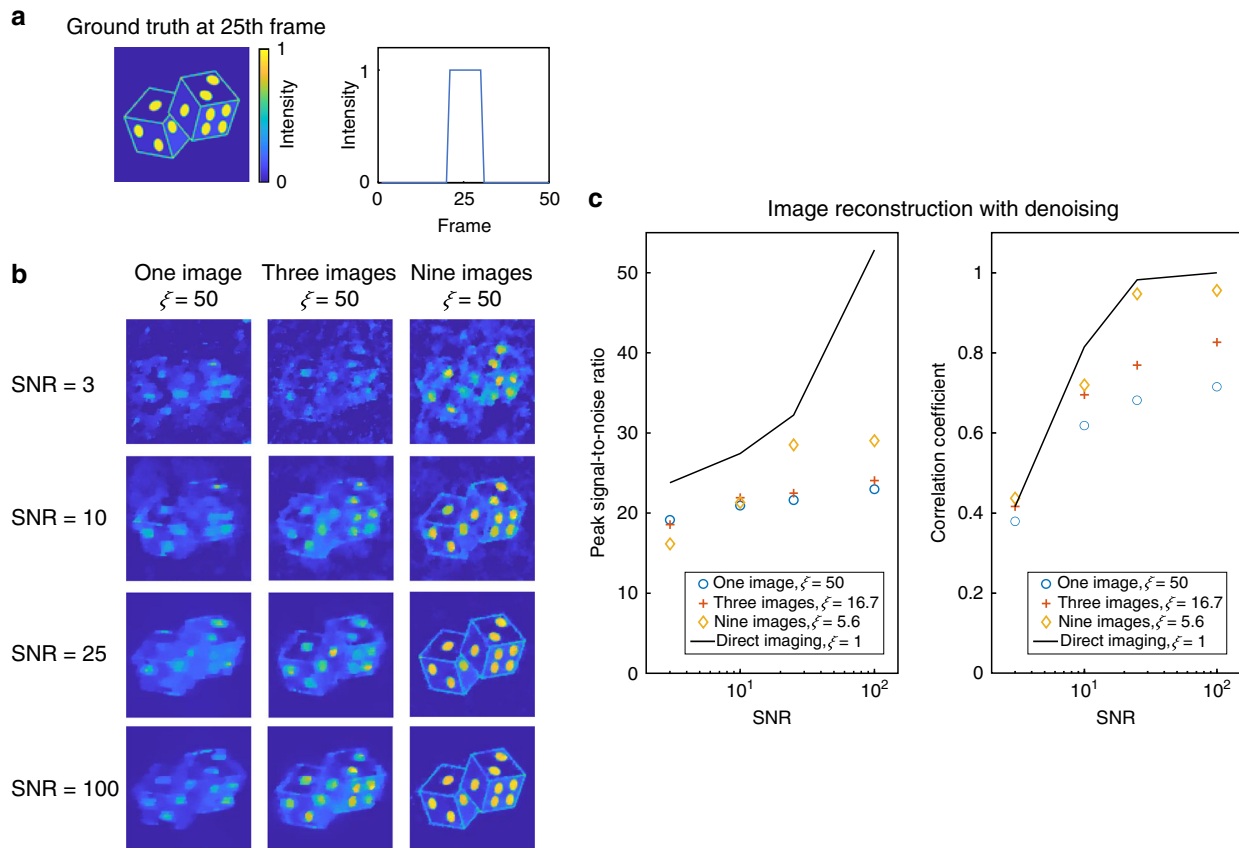 a
Ground truth at 25th frame
1
0
Intensity
Intensity
1
0
0
25
50
Frame
b
One image
ξ = 50
Three images
ξ = 50
Nine images
ξ = 50
SNR = 3
SNR = 10
SNR = 25
SNR = 100
c
Image reconstruction with denoising
Peak signal-to-noise ratio
50
40
30
20
10
0
10¹
10²
SNR
One image, ξ = 50
Three images, ξ = 16.7
Nine images, ξ = 5.6
Direct imaging, ξ = 1
Correlation coefficient
1
0.8
0.6
0.4
0.2
0
10¹
10²
SNR
One image, ξ = 50
Three images, ξ = 16.7
Nine images, ξ = 5.6
Direct imaging, ξ = 1